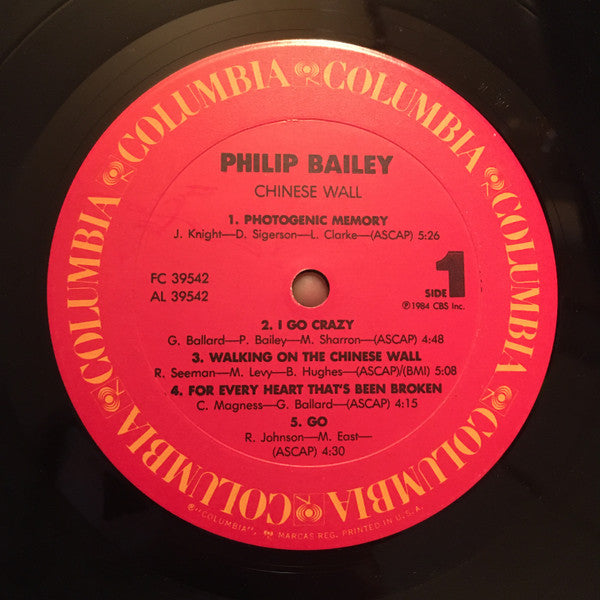 COLUMBIA COLUMBIA COLUMBIA COLUMBIA COLUMBIA COLUMBIA
PHILIP BAILEY
CHINESE WALL
1. PHOTOGENIC MEMORY
J. Knight—D. Sigerson—L. Clarke—(ASCAP) 5:26
FC 39542
AL 39542
SIDE 1
℗1984 CBS Inc.
2. I GO CRAZY
G. Ballard—P. Bailey—M. Sharron—(ASCAP) 4:48
3. WALKING ON THE CHINESE WALL
R. Seeman—M. Levy—B. Hughes—(ASCAP)/(BMI) 5:08
4. FOR EVERY HEART THAT'S BEEN BROKEN
C. Magness—G. Ballard—(ASCAP) 4:15
5. GO
R. Johnson—M. East—
(ASCAP) 4:30
®"COLUMBIA", MARCAS REG. PRINTED IN U.S.A.